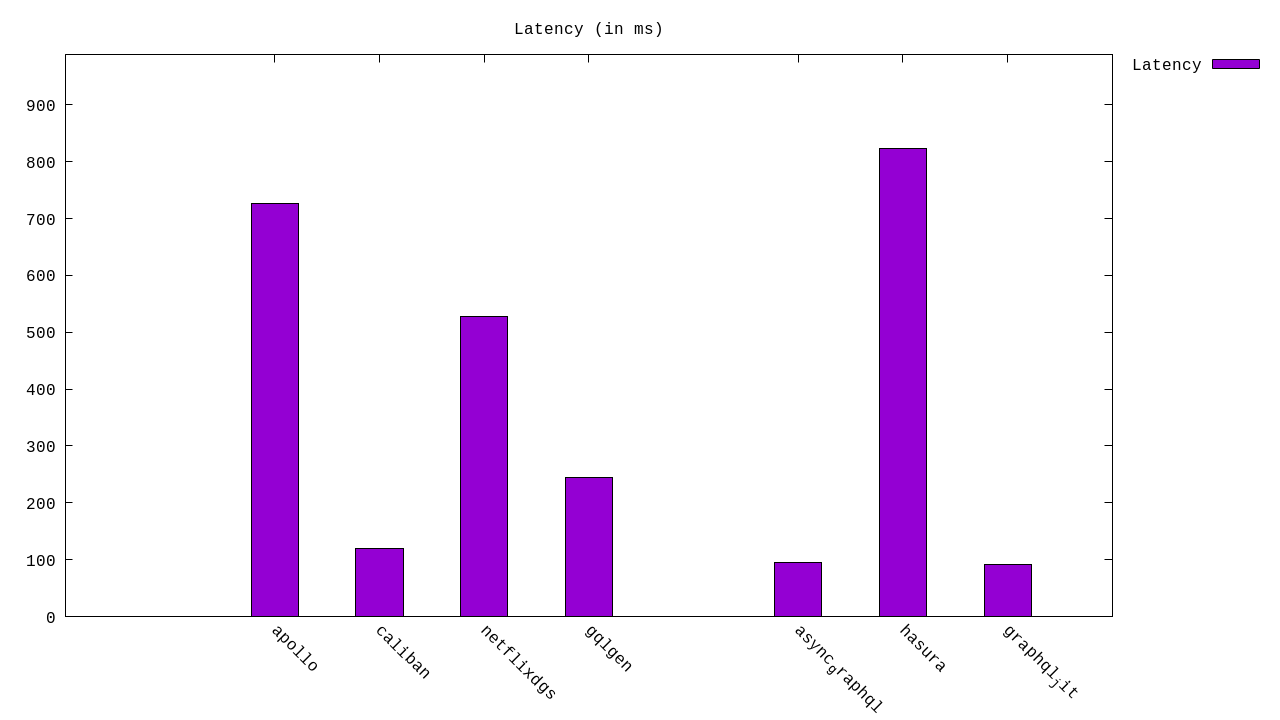 Latency (in ms)
Latency
900
800
700
600
500
400
300
200
100
0
apollo
caliban
netflixdgs
gqlgen
async_graphql
hasura
graphql_jit